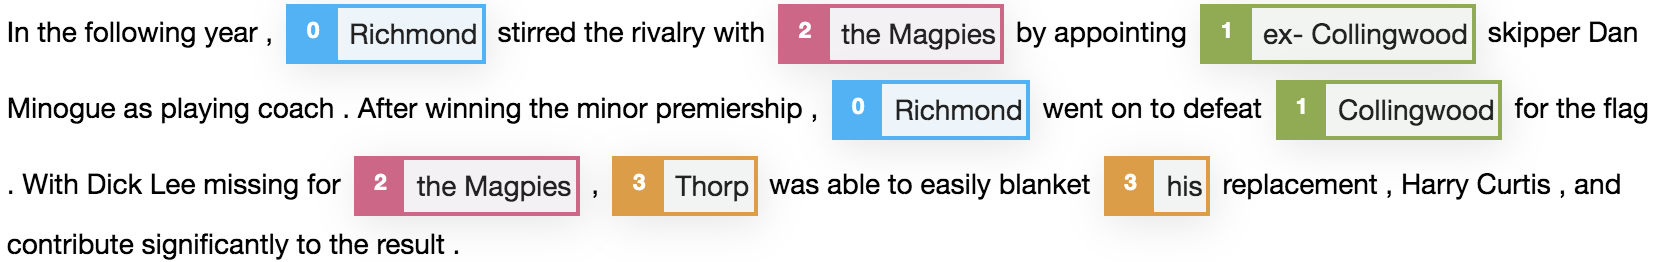 In the following year , 0 Richmond stirred the rivalry with 2 the Magpies by appointing 1 ex- Collingwood skipper Dan
Minogue as playing coach . After winning the minor premiership , 0 Richmond went on to defeat 1 Collingwood for the flag
. With Dick Lee missing for 2 the Magpies , 3 Thorp was able to easily blanket 3 his replacement , Harry Curtis , and
contribute significantly to the result .